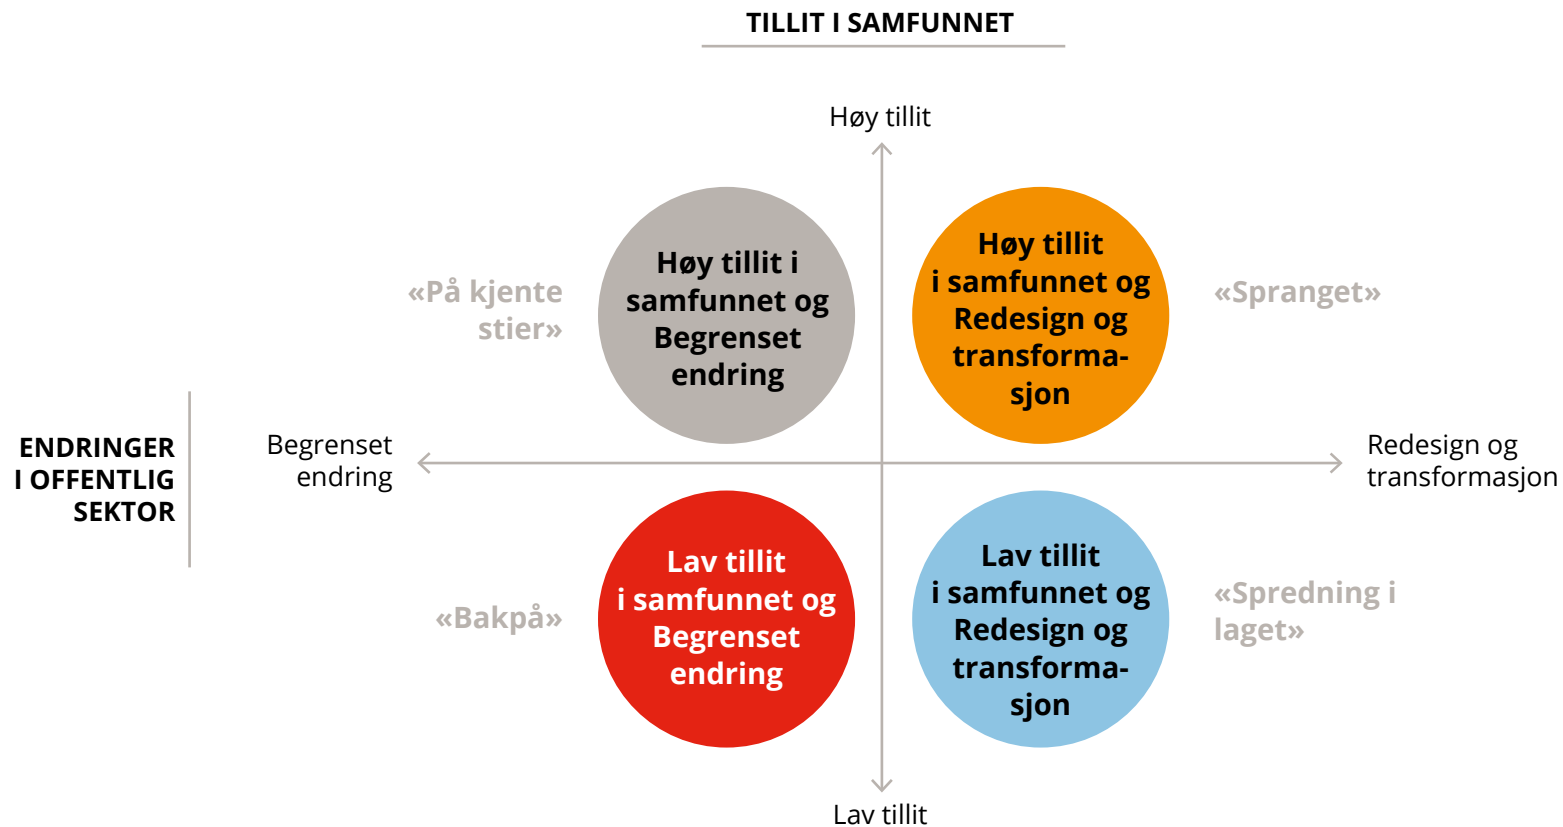 TILLIT I SAMFUNNET
Høy tillit
«På kjente
stier»
Høy tillit i
samfunnet og
Begrenset
endring
Høy tillit
i samfunnet og
Redesign og
transforma-
sjon
«Spranget»
ENDRINGER
I OFFENTLIG
SEKTOR
Begrenset
endring
Redesign og
transformasjon
«Bakpå»
Lav tillit
i samfunnet og
Begrenset
endring
Lav tillit
i samfunnet og
Redesign og
transforma-
sjon
«Spredning i
laget»
Lav tillit